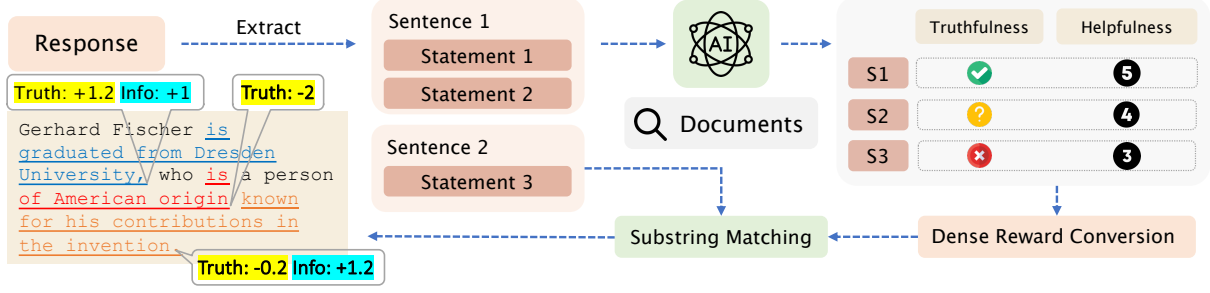 Response
Extract
Sentence 1
Statement 1
Statement 2
AI
Documents
Truthfulness Helpfulness
S1 5
S2 ? 4
S3 3
Truth: +1.2 Info: +1
Truth: -2
Gerhard Fischer is
graduated from Dresden
University, who is a person
of American origin known
for his contributions in
the invention
Truth: -0.2 Info: +1.2
Sentence 2
Statement 3
Substring Matching
Dense Reward Conversion